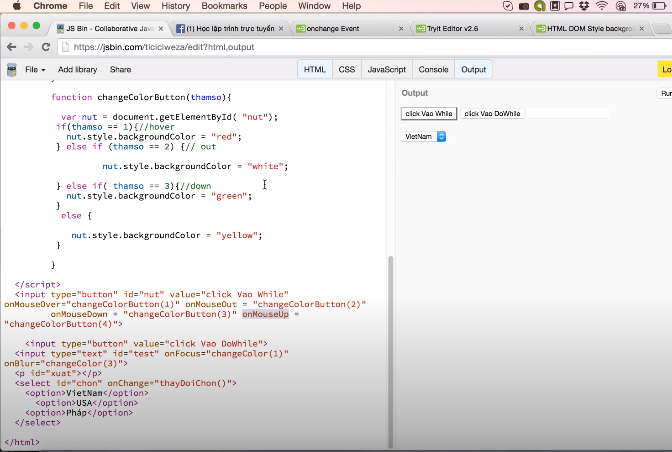 Chrome File Edit View History Bookmarks People Window Help 27%
JS Bin - Collaborative Java (1) Học lập trình trực tuyến onchange Event Tryit Editor v2.6 HTML DOM Style backgro
https://jsbin.com/ticiciweza/edit?html,output
File Add library Share HTML CSS JavaScript Console Output Lo
Output Run
click Vao While click Vao DoWhile
VietNam
}
function changeColorButton(thamso){
var nut = document.getElementById( "nut");
if(thamso == 1){//hover
nut.style.backgroundColor = "red";
} else if (thamso == 2) {// out
nut.style.backgroundColor = "white";
} else if( thamso == 3){//down
nut.style.backgroundColor = "green";
}
else {
nut.style.backgroundColor = "yellow";
}
}
</script>
<input type="button" id="nut" value="click Vao While"
onMouseOver="changeColorButton(1)" onMouseOut = "changeColorButton(2)"
onMouseDown = "changeColorButton(3)" onMouseUp =
"changeColorButton(4)">
<input type="button" value="click Vao DoWhile">
<input type="text" id="test" onFocus="changeColor(1)"
onBlur="changeColor(3)">
<p id="xuat"></p>
<select id="chon" onChange="thayDoiChon()">
<option>VietNam</option>
<option>USA</option>
<option>Pháp</option>
</select>
</html>